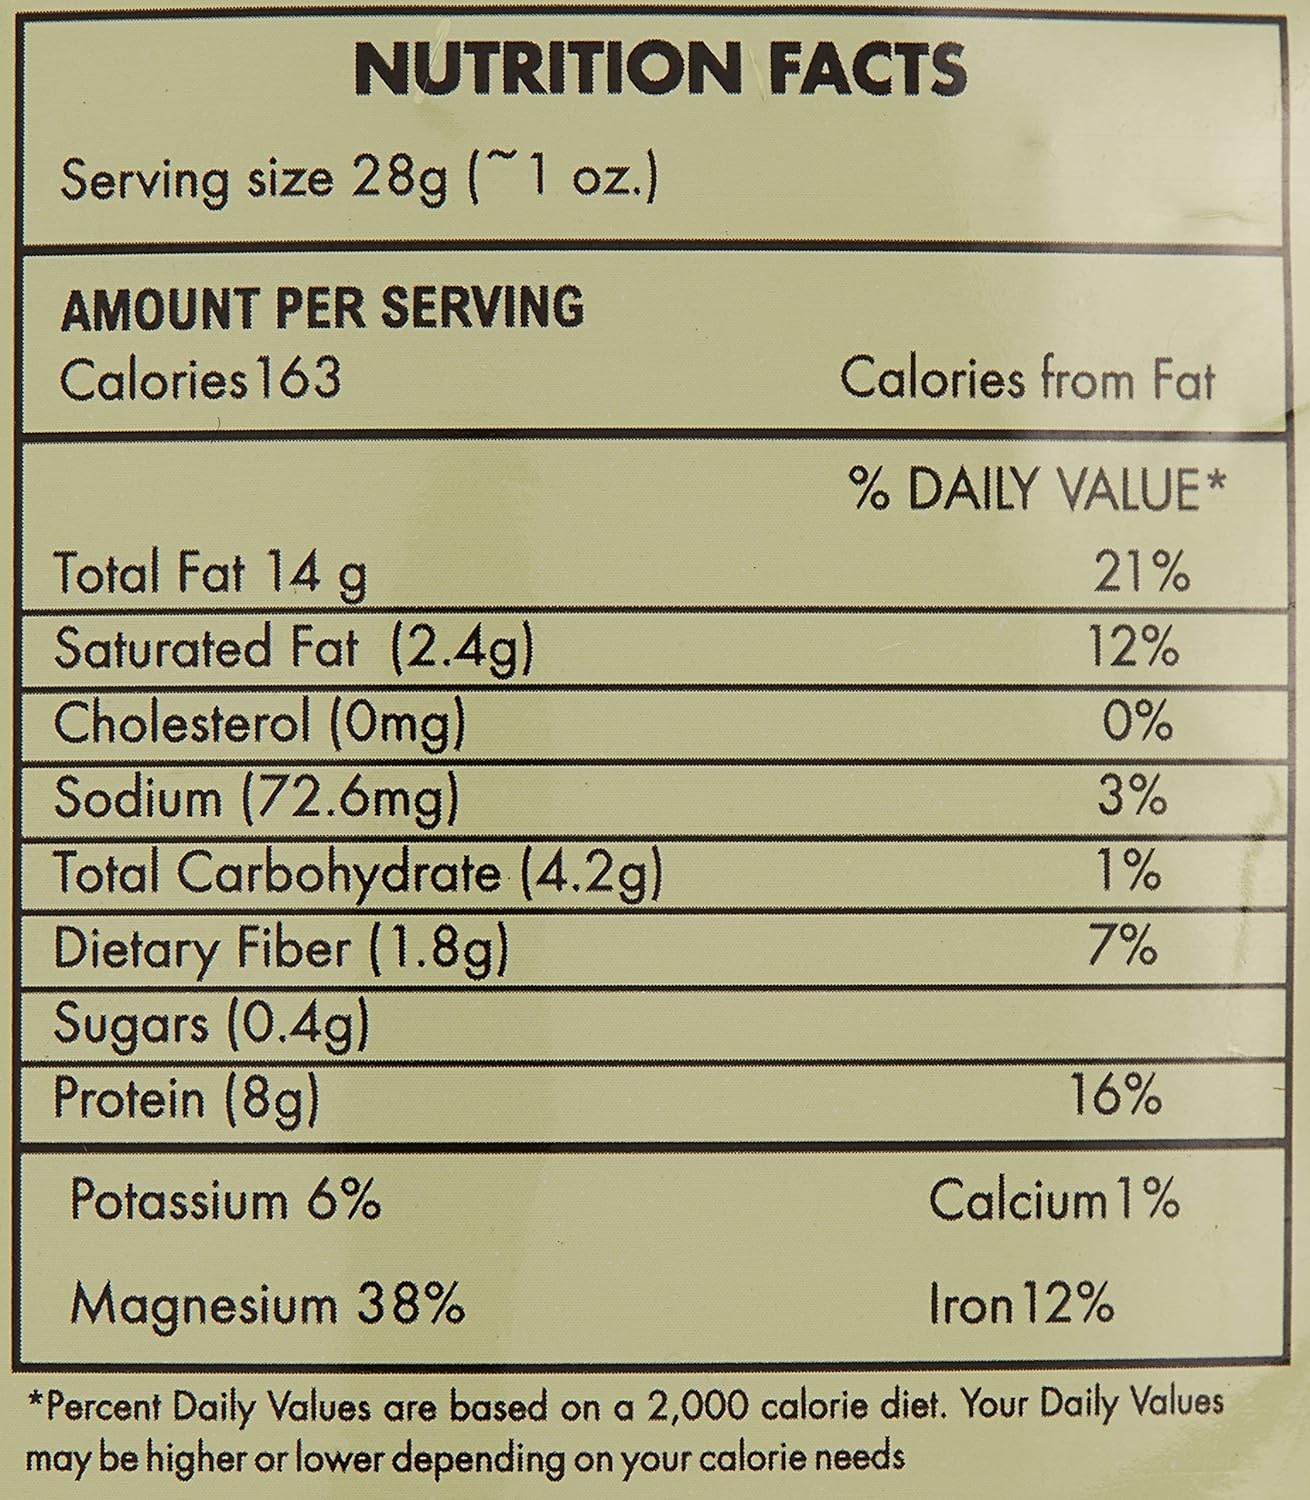 NUTRITION FACTS
Serving size 28g (~1 oz.)
AMOUNT PER SERVING
Calories163 Calories from Fat
% DAILY VALUE*
Total Fat 14 g 21%
Saturated Fat (2.4g) 12%
Cholesterol (0mg) 0%
Sodium (72.6mg) 3%
Total Carbohydrate (4.2g) 1%
Dietary Fiber (1.8g) 7%
Sugars (0.4g)
Protein (8g) 16%
Potassium 6% Calcium1%
Magnesium 38% Iron12%
*Percent Daily Values are based on a 2,000 calorie diet. Your Daily Values
may be higher or lower depending on your calorie needs